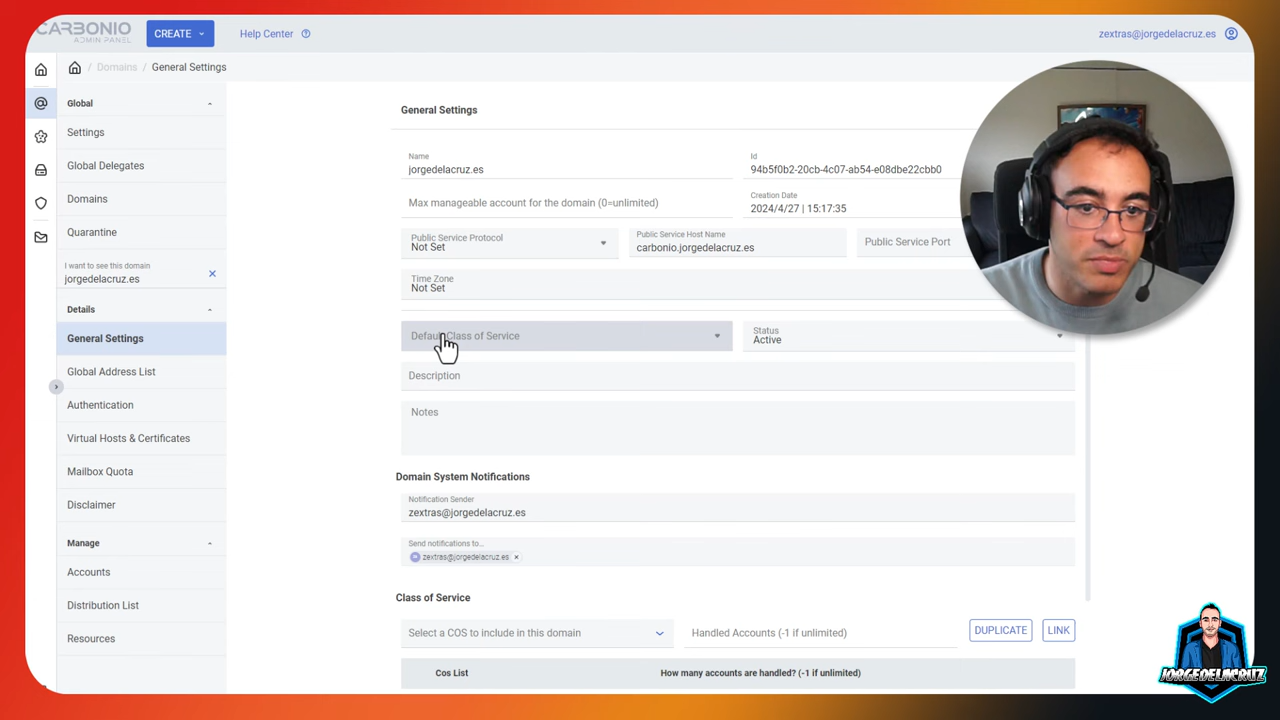 CARBONIO
ADMIN PANEL
CREATE
Help Center
zextras@jorgedelacruz.es
/ Domains / General Settings
Global
Settings
Global Delegates
Domains
Quarantine
I want to see this domain
jorgedelacruz.es
Details
General Settings
Global Address List
Authentication
Virtual Hosts & Certificates
Mailbox Quota
Disclaimer
Manage
Accounts
Distribution List
Resources
General Settings
Name
jorgedelacruz.es
Id
94b5f0b2-20cb-4c07-ab54-e08dbe22cbb0
Max manageable account for the domain (0=unlimited)
Creation Date
2024/4/27 | 15:17:35
Public Service Protocol
Not Set
Public Service Host Name
carbonio.jorgedelacruz.es
Public Service Port
Time Zone
Not Set
Default Class of Service
Status
Active
Description
Notes
Domain System Notifications
Notification Sender
zextras@jorgedelacruz.es
Send notifications to...
zextras@jorgedelacruz.es ×
Class of Service
Select a COS to include in this domain
Handled Accounts (-1 if unlimited)
DUPLICATE
LINK
Cos List
How many accounts are handled? (-1 if unlimited)
JORGEDELACRUZ